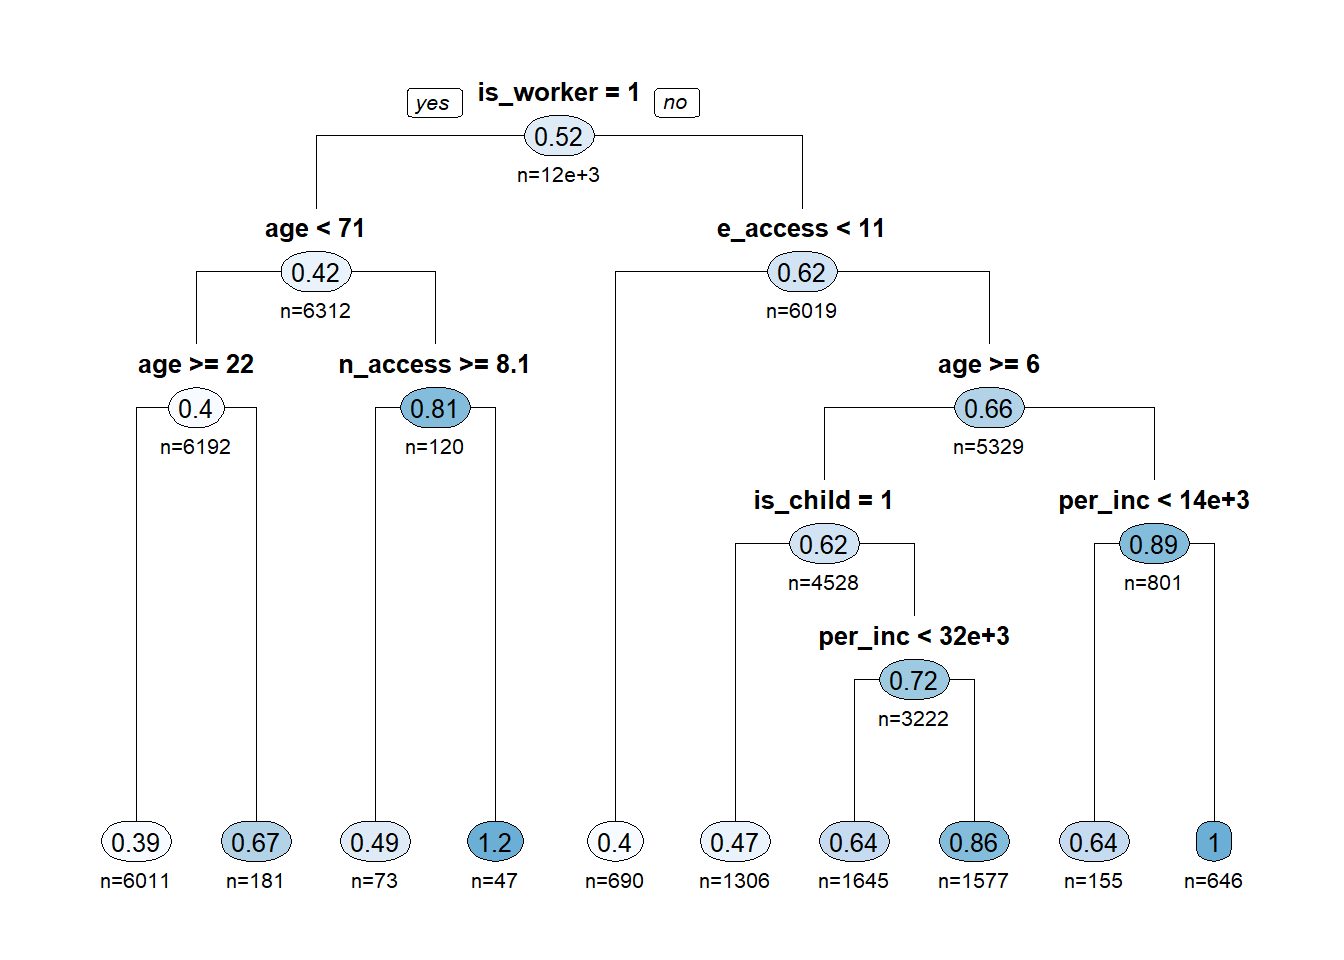 is_worker = 1
yes
no
0.52
n=12e+3
age < 71
e_access < 11
0.42
0.62
n=6312
n=6019
age >= 22
n_access >= 8.1
age >= 6
0.4
0.81
0.66
n=6192
n=120
n=5329
is_child = 1
per_inc < 14e+3
0.62
0.89
n=4528
n=801
per_inc < 32e+3
0.72
n=3222
0.39
0.67
0.49
1.2
0.4
0.47
0.64
0.86
0.64
1
n=6011
n=181
n=73
n=47
n=690
n=1306
n=1645
n=1577
n=155
n=646